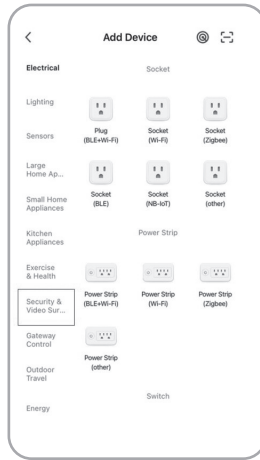 Add Device
Electrical
Lighting
Sensors
Large
Home Ap...
Small Home
Appliances
Kitchen
Appliances
Exercise
& Health
Security &
Video Sur...
Gateway
Control
Outdoor
Travel
Energy
Socket
Plug
(BLE+Wi-Fi)
Socket
(Wi-Fi)
Socket
(Zigbee)
Socket
(BLE)
Socket
(NB-IoT)
Socket
(other)
Power Strip
Power Strip
(BLE+Wi-Fi)
Power Strip
(Wi-Fi)
Power Strip
(Zigbee)
Power Strip
(other)
Switch